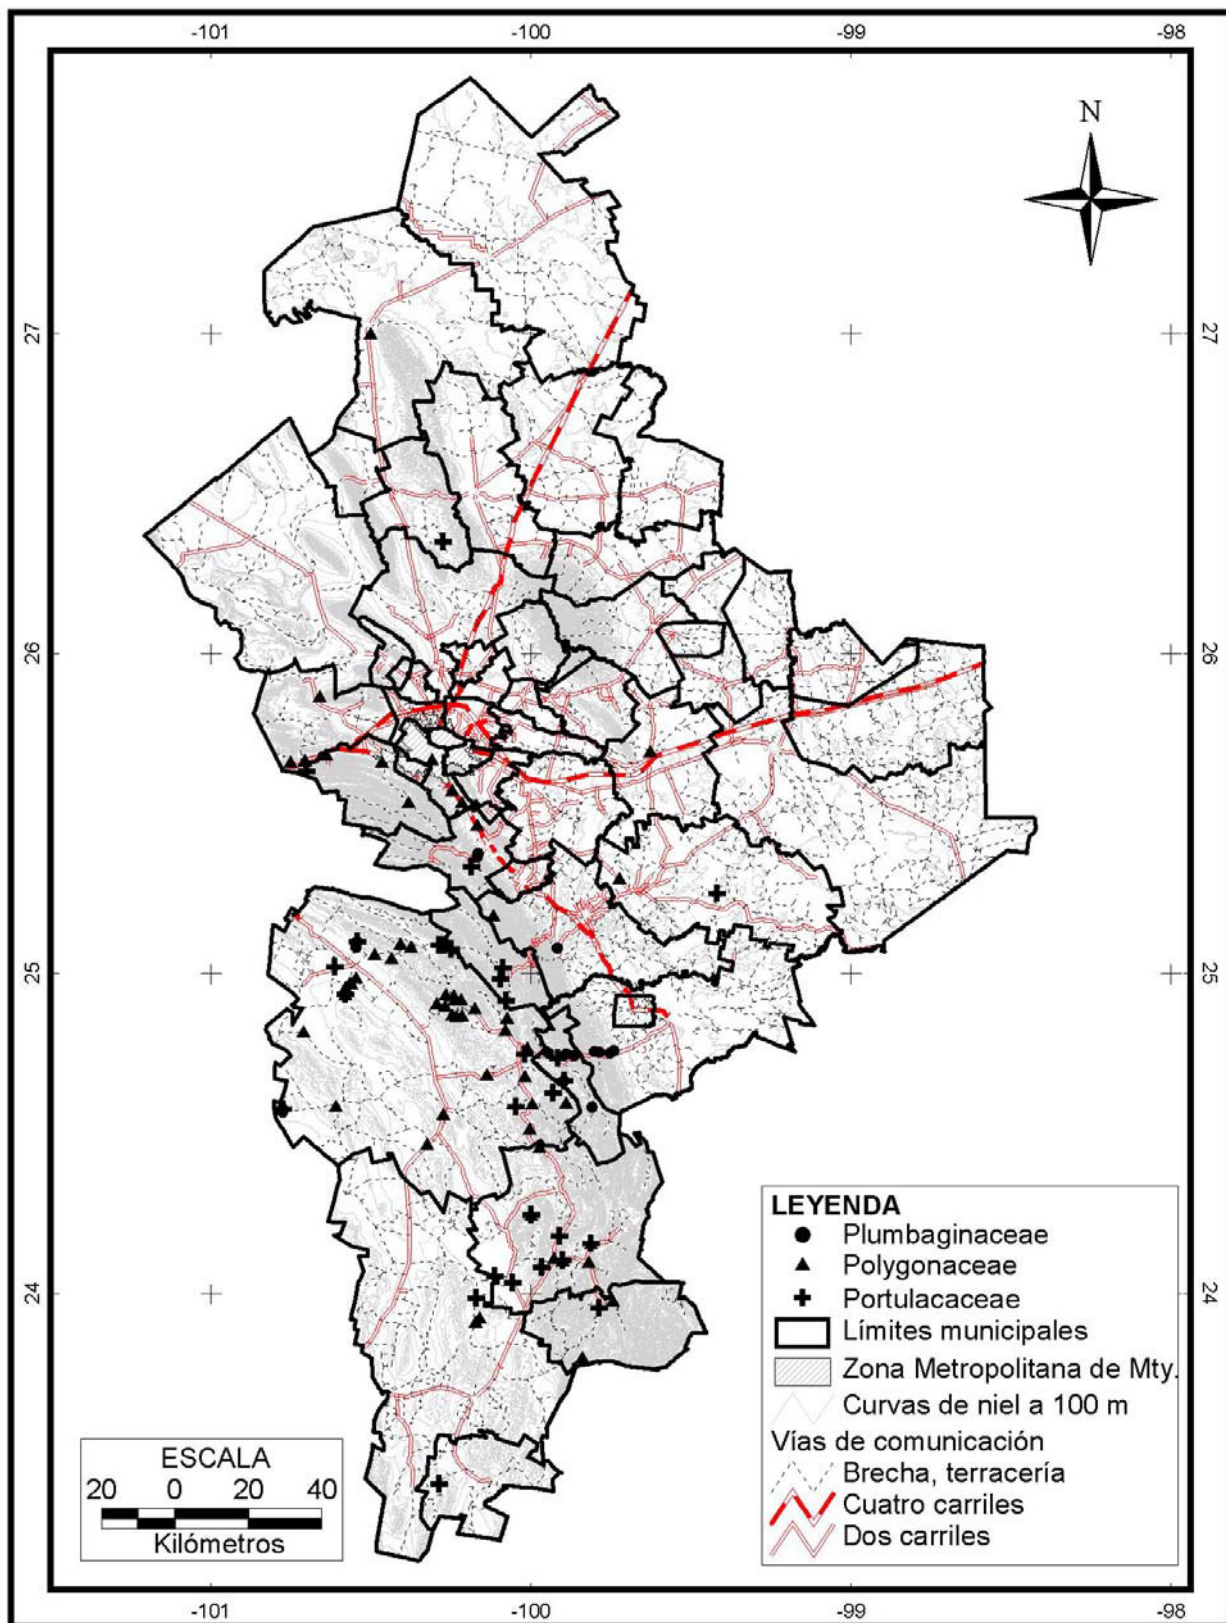 -101 -100 -99 -98
N
27 27
26 26
25 25
24 24
LEYENDA
Plumbaginaceae
Polygonaceae
Portulacaceae
Límites municipales
Zona Metropolitana de Mty.
Curvas de niel a 100 m
Vías de comunicación
Brecha, terracería
Cuatro carriles
Dos carriles
ESCALA
20 0 20 40
Kilómetros
-101 -100 -99 -98